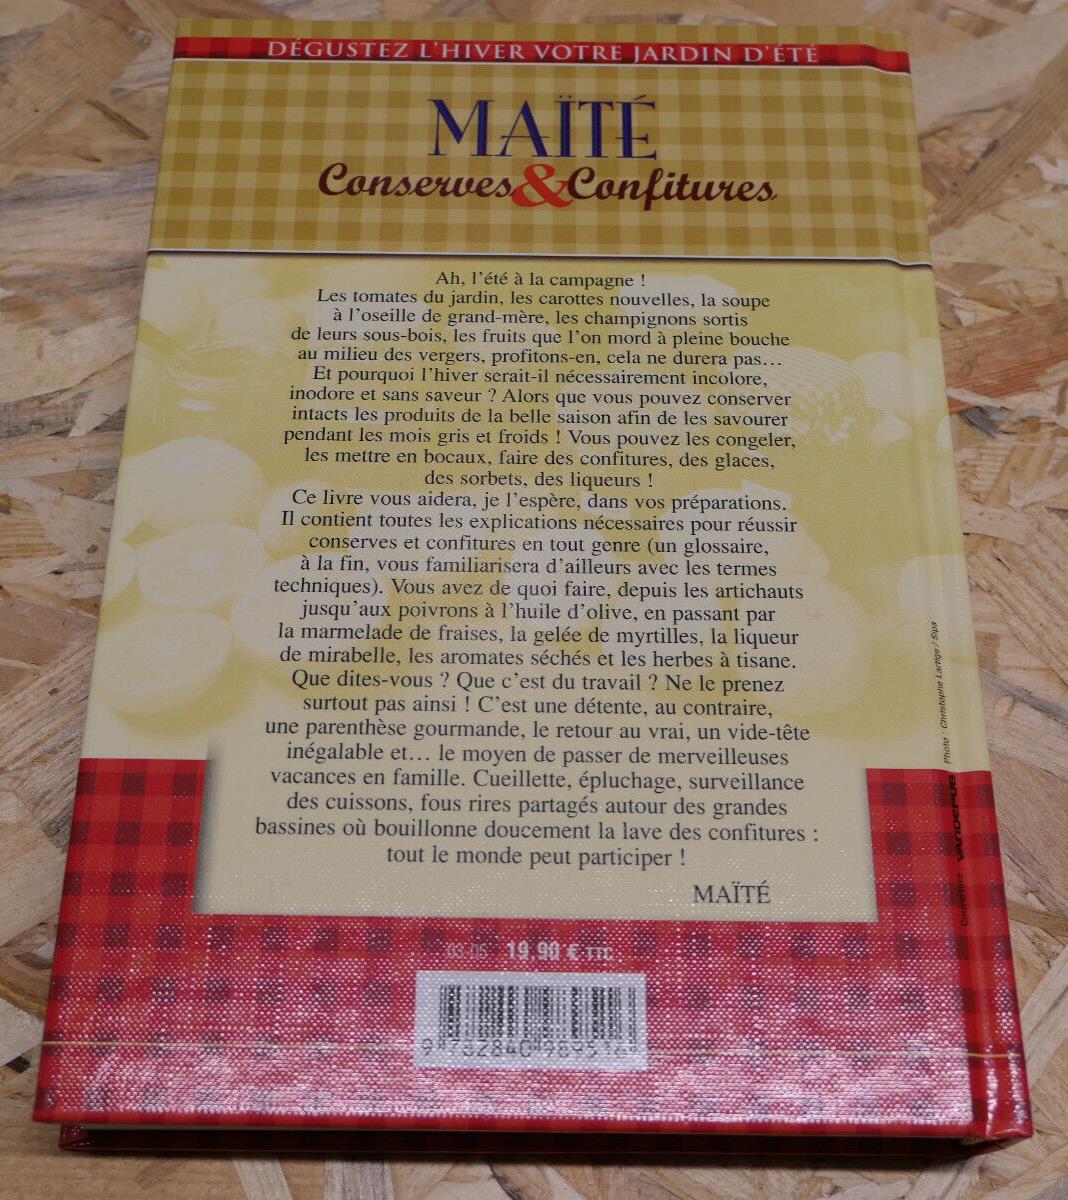 DÉGUSTEZ L'HIVER VOTRE JARDIN D'ÉTÉ
MAÏTÉ
Conserves & Confitures
Ah, l'été à la campagne !
Les tomates du jardin, les carottes nouvelles, la soupe
à l'oseille de grand-mère, les champignons sortis
de leurs sous-bois, les fruits que l'on mord à pleine bouche
au milieu des vergers, profitons-en, cela ne durera pas…
Et pourquoi l'hiver serait-il nécessairement incolore,
inodore et sans saveur ? Alors que vous pouvez conserver
intacts les produits de la belle saison afin de les savourer
pendant les mois gris et froids ! Vous pouvez les congeler,
les mettre en bocaux, faire des confitures, des glaces,
des sorbets, des liqueurs !
Ce livre vous aidera, je l'espère, dans vos préparations.
Il contient toutes les explications nécessaires pour réussir
conserves et confitures en tout genre (un glossaire,
à la fin, vous familiarisera d'ailleurs avec les termes
techniques). Vous avez de quoi faire, depuis les artichauts
jusqu'aux poivrons à l'huile d'olive, en passant par
la marmelade de fraises, la gelée de myrtilles, la liqueur
de mirabelle, les aromates séchés et les herbes à tisane.
Que dites-vous ? Que c'est du travail ? Ne le prenez
surtout pas ainsi ! C'est une détente, au contraire,
une parenthèse gourmande, le retour au vrai, un vide-tête
inégalable et… le moyen de passer de merveilleuses
vacances en famille. Cueillette, épluchage, surveillance
des cuissons, fous rires partagés autour des grandes
bassines où bouillonne doucement la lave des confitures :
tout le monde peut participer !
MAÏTÉ
19,90 € TTC
Couverture : VANDEPUB Photo : Christophe Lartige / Sipa